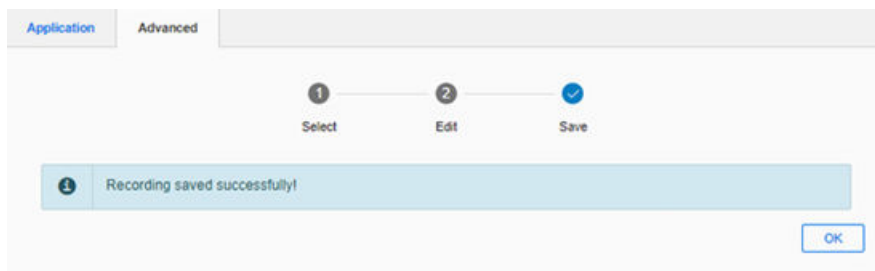 Application Advanced
1 2
Select Edit Save
Recording saved successfully!
OK